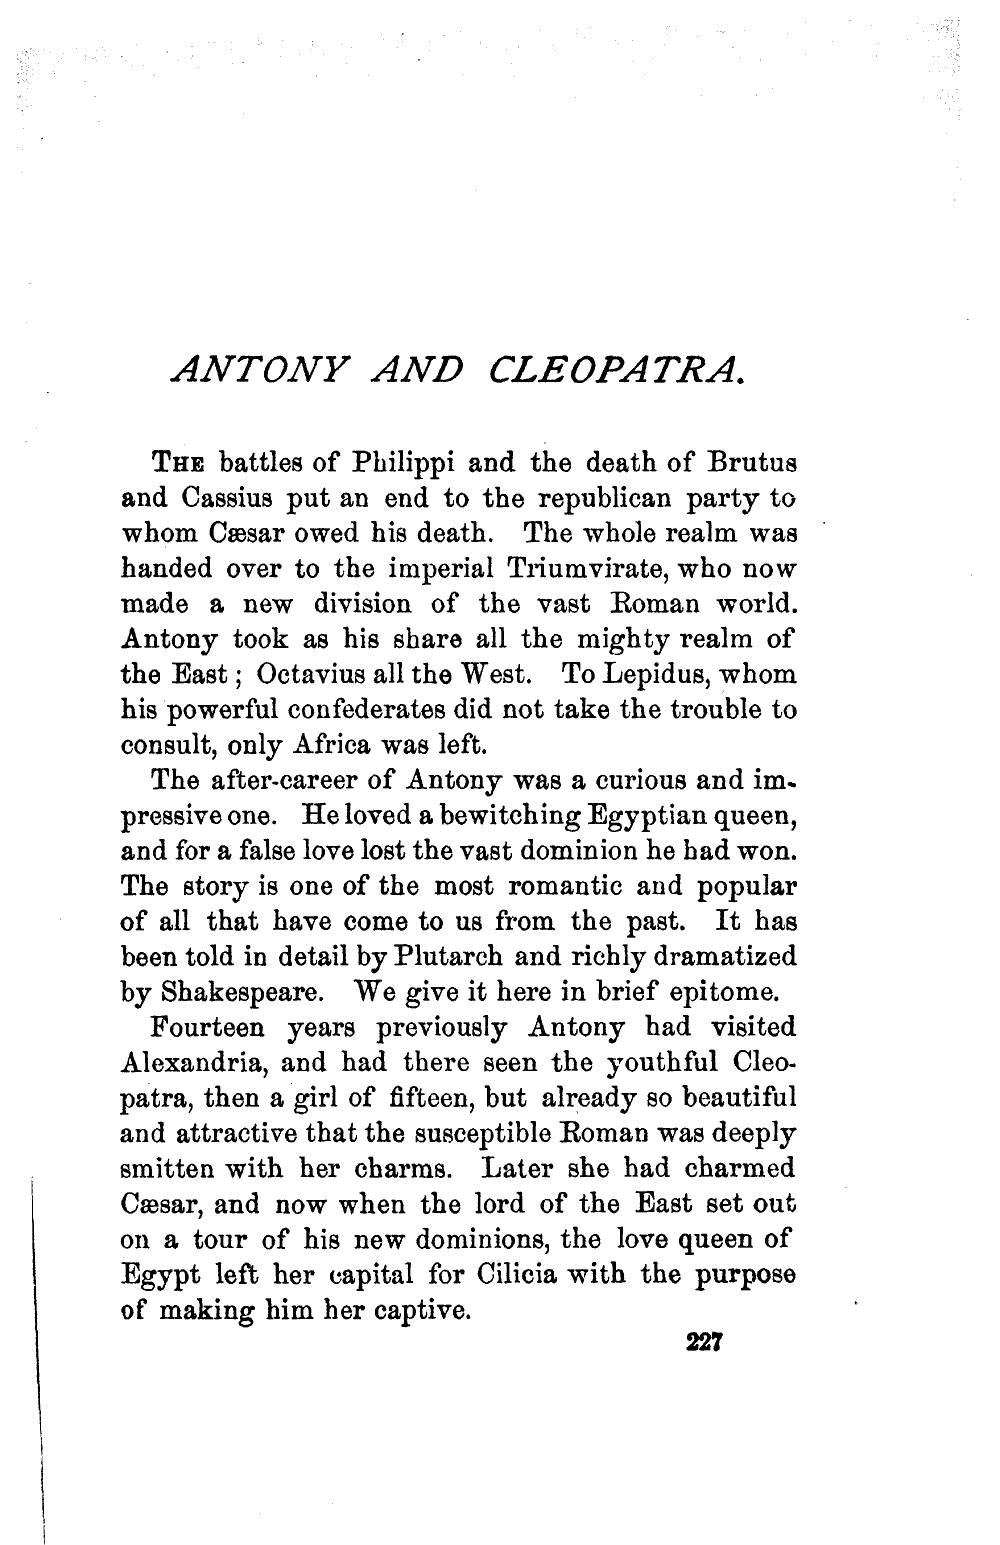 ANTONY AND CLEOPATRA.
THE battles of Philippi and the death of Brutus
and Cassius put an end to the republican party to
whom Cæsar owed his death. The whole realm was
handed over to the imperial Triumvirate, who now
made a new division of the vast Roman world.
Antony took as his share all the mighty realm of
the East; Octavius all the West. To Lepidus, whom
his powerful confederates did not take the trouble to
consult, only Africa was left.
The after-career of Antony was a curious and im-
pressive one. He loved a bewitching Egyptian queen,
and for a false love lost the vast dominion he had won.
The story is one of the most romantic and popular
of all that have come to us from the past. It has
been told in detail by Plutarch and richly dramatized
by Shakespeare. We give it here in brief epitome.
Fourteen years previously Antony had visited
Alexandria, and had there seen the youthful Cleo-
patra, then a girl of fifteen, but already so beautiful
and attractive that the susceptible Roman was deeply
smitten with her charms. Later she had charmed
Cæsar, and now when the lord of the East set out
on a tour of his new dominions, the love queen of
Egypt left her capital for Cilicia with the purpose
of making him her captive.
227